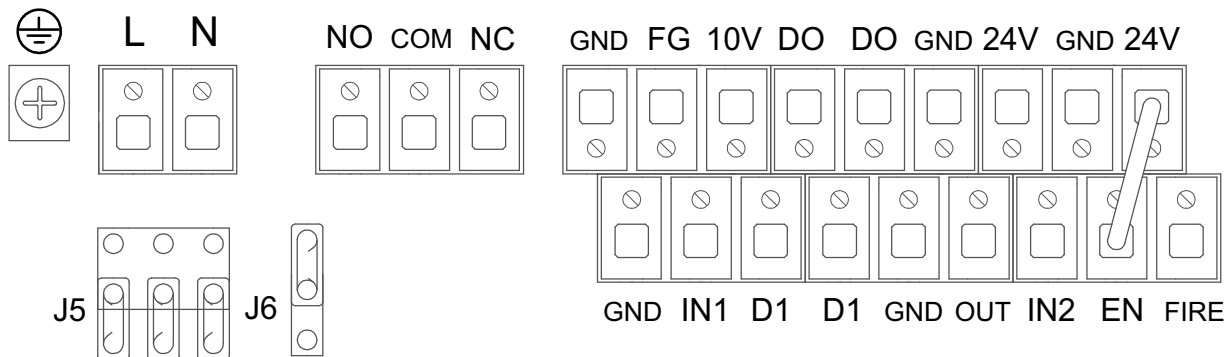 L N NO COM NC GND FG 10V DO DO GND 24V GND 24V
J5 J6 GND IN1 D1 D1 GND OUT IN2 EN FIRE